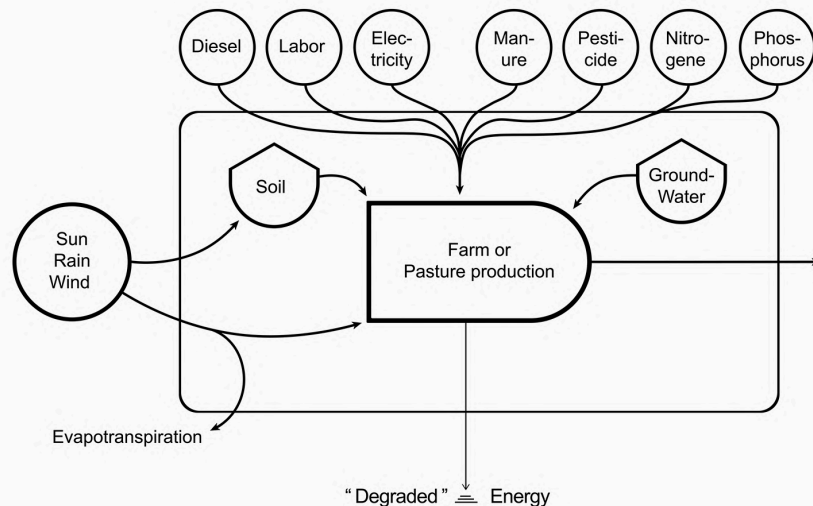 Diesel
Labor
Elec-
tricity
Man-
ure
Pesti-
cide
Nitro-
gene
Phos-
phorus
Soil
Ground-
Water
Sun
Rain
Wind
Farm or
Pasture production
Evapotranspiration
“ Degraded ” Energy